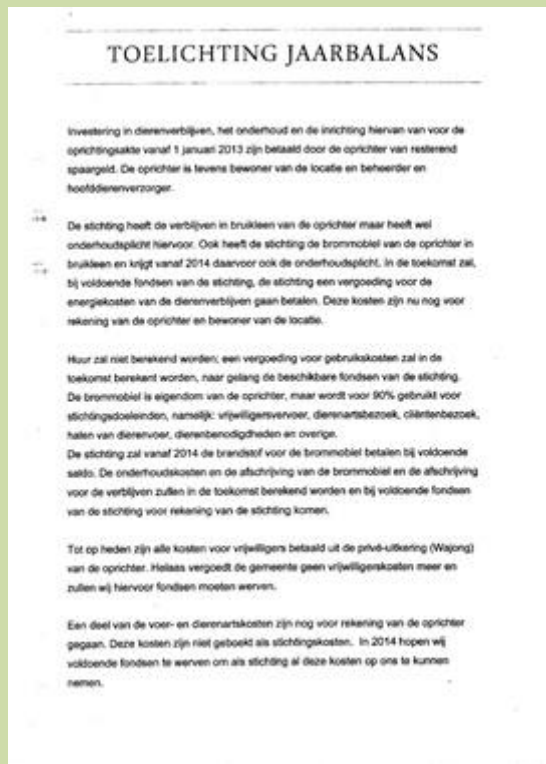 TOELICHTING JAARBALANS
Investering in dierenverblijven, het onderhoud en de inrichting hiervan van voor de
oprichtingsakte vanaf 1 januari 2013 zijn betaald door de oprichter van resterend
spaargeld. De oprichter is tevens bewoner van de locatie en beheerder en
hoofddierenverzorger.
De stichting heeft de verblijven in bruikleen van de oprichter maar heeft wel
onderhoudsplicht hiervoor. Ook heeft de stichting de brommobiel van de oprichter in
bruikleen en krijgt vanaf 2014 daarvoor ook de onderhoudsplicht. In de toekomst zal,
bij voldoende fondsen van de stichting, de stichting een vergoeding voor de
energiekosten van de dierenverblijven gaan betalen. Deze kosten zijn nu nog voor
rekening van de oprichter en bewoner van de locatie.
Huur zal niet berekend worden; een vergoeding voor gebruikskosten zal in de
toekomst berekent worden, naar gelang de beschikbare fondsen van de stichting.
De brommobiel is eigendom van de oprichter, maar wordt voor 90% gebruikt voor
stichtingsdoeleinden, namelijk: vrijwilligersvervoer, dierenartsbezoek, cliëntenbezoek,
halen van dierenvoer, dierenbenodigdheden en overige.
De stichting zal vanaf 2014 de brandstof voor de brommobiel betalen bij voldoende
saldo. De onderhoudskosten en de afschrijving van de brommobiel en de afschrijving
voor de verblijven zullen in de toekomst berekend worden en bij voldoende fondsen
van de stichting voor rekening van de stichting komen.
Tot op heden zijn alle kosten voor vrijwilligers betaald uit de privé-uitkering (Wajong)
van de oprichter. Helaas vergoedt de gemeente geen vrijwilligerskosten meer en
zullen wij hiervoor fondsen moeten werven.
Een deel van de voer- en dierenartskosten zijn nog voor rekening van de oprichter
gegaan. Deze kosten zijn niet geboekt als stichtingskosten. In 2014 hopen wij
voldoende fondsen te werven om als stichting al deze kosten op ons te kunnen
nemen.